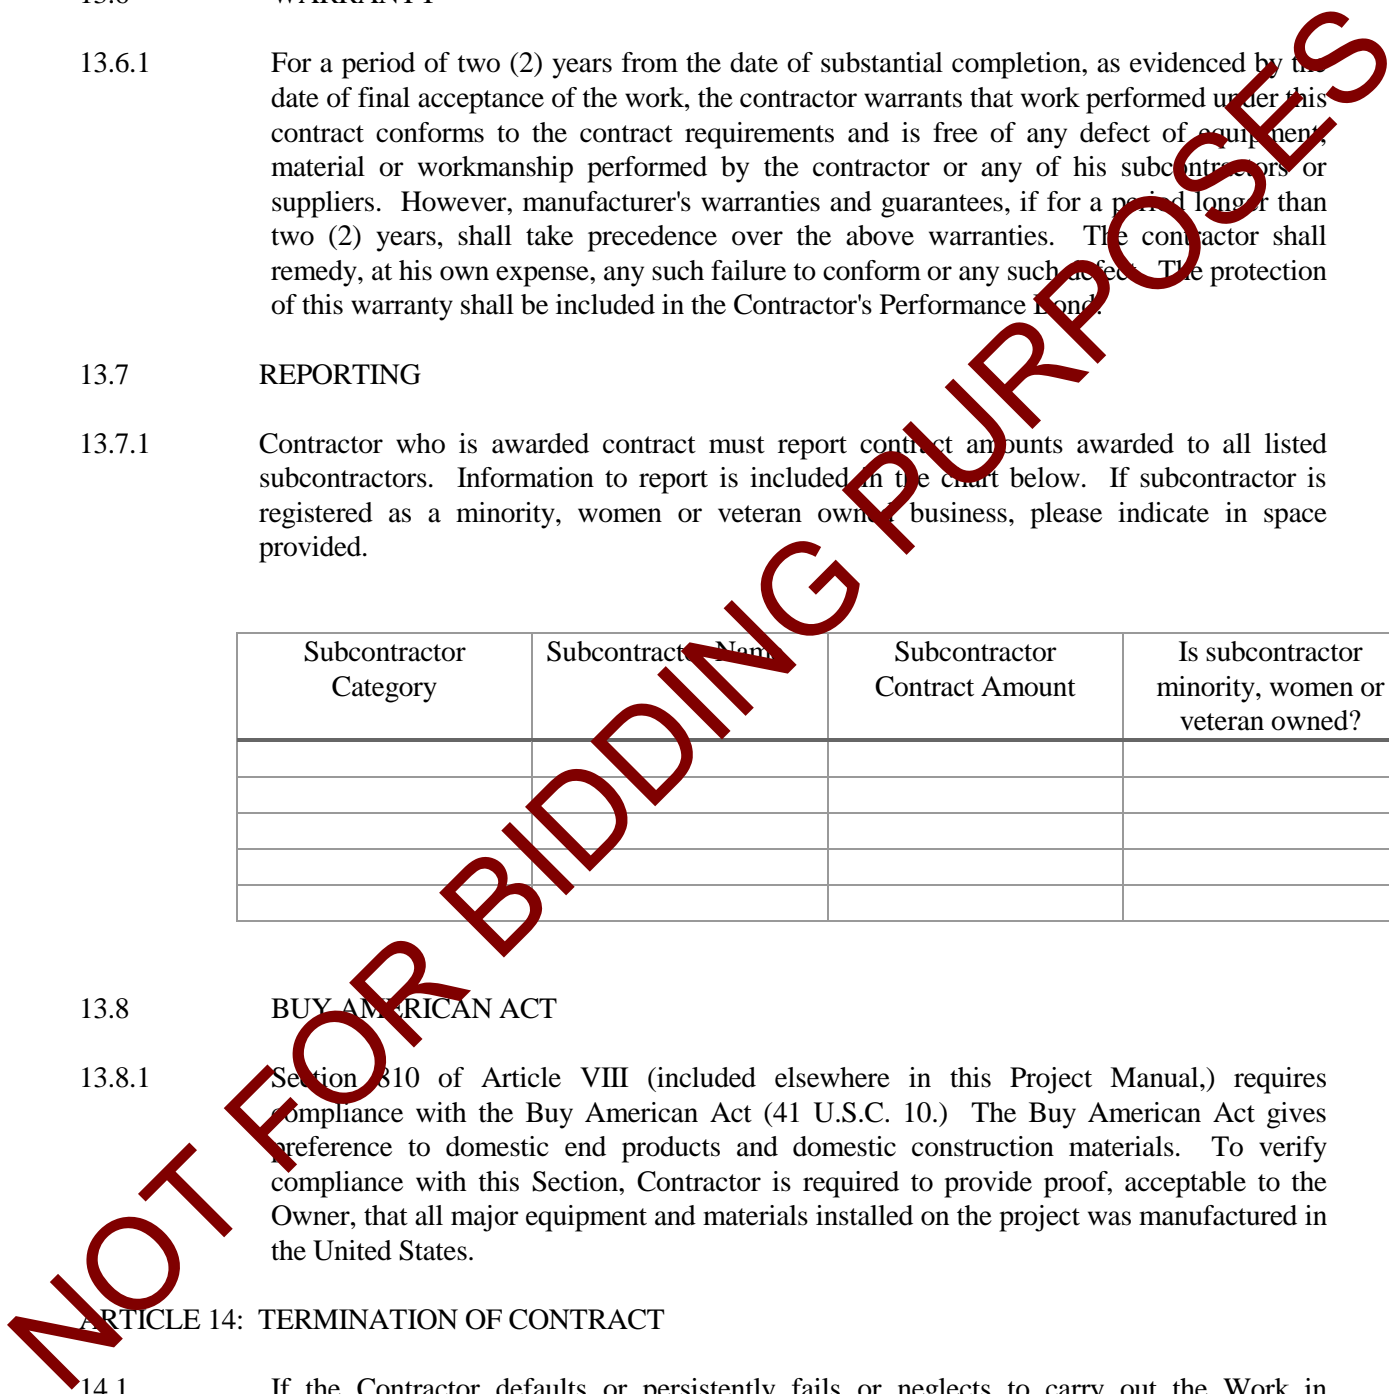 13.6 WARRANTY
13.6.1 For a period of two (2) years from the date of substantial completion, as evidenced by the
date of final acceptance of the work, the contractor warrants that work performed under this
contract conforms to the contract requirements and is free of any defect of equipment,
material or workmanship performed by the contractor or any of his subcontractors or
suppliers. However, manufacturer's warranties and guarantees, if for a period longer than
two (2) years, shall take precedence over the above warranties. The contractor shall
remedy, at his own expense, any such failure to conform or any such defect. The protection
of this warranty shall be included in the Contractor's Performance Bond.
13.7 REPORTING
13.7.1 Contractor who is awarded contract must report contract amounts awarded to all listed
subcontractors. Information to report is included in the chart below. If subcontractor is
registered as a minority, women or veteran owned business, please indicate in space
provided.
Subcontractor
Category
Subcontractor Name
Subcontractor
Contract Amount
Is subcontractor
minority, women or
veteran owned?
13.8 BUY AMERICAN ACT
13.8.1 Section 810 of Article VIII (included elsewhere in this Project Manual,) requires
compliance with the Buy American Act (41 U.S.C. 10.) The Buy American Act gives
preference to domestic end products and domestic construction materials. To verify
compliance with this Section, Contractor is required to provide proof, acceptable to the
Owner, that all major equipment and materials installed on the project was manufactured in
the United States.
ARTICLE 14: TERMINATION OF CONTRACT
14.1 If the Contractor defaults or persistently fails or neglects to carry out the Work in
NOT FOR BIDDING PURPOSES